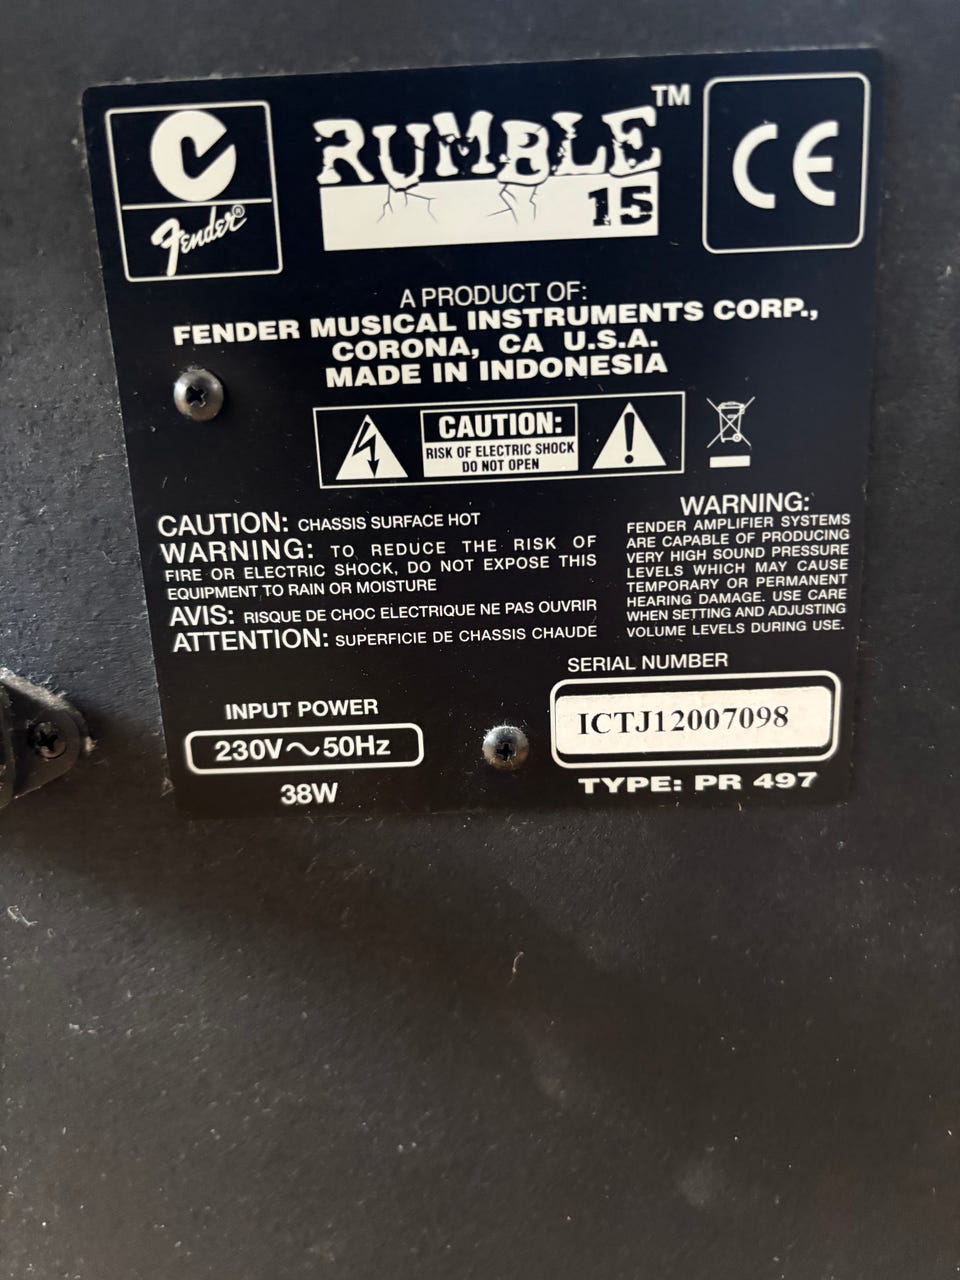 Fender®
RUMBLE™
15
CE
A PRODUCT OF:
FENDER MUSICAL INSTRUMENTS CORP.,
CORONA, CA U.S.A.
MADE IN INDONESIA
CAUTION:
RISK OF ELECTRIC SHOCK
DO NOT OPEN
CAUTION: CHASSIS SURFACE HOT
WARNING: TO REDUCE THE RISK OF
FIRE OR ELECTRIC SHOCK, DO NOT EXPOSE THIS
EQUIPMENT TO RAIN OR MOISTURE
AVIS: RISQUE DE CHOC ELECTRIQUE NE PAS OUVRIR
ATTENTION: SUPERFICIE DE CHASSIS CHAUDE
WARNING:
FENDER AMPLIFIER SYSTEMS
ARE CAPABLE OF PRODUCING
VERY HIGH SOUND PRESSURE
LEVELS WHICH MAY CAUSE
TEMPORARY OR PERMANENT
HEARING DAMAGE. USE CARE
WHEN SETTING AND ADJUSTING
VOLUME LEVELS DURING USE.
INPUT POWER
230V~50Hz
38W
SERIAL NUMBER
ICTJ12007098
TYPE: PR 497